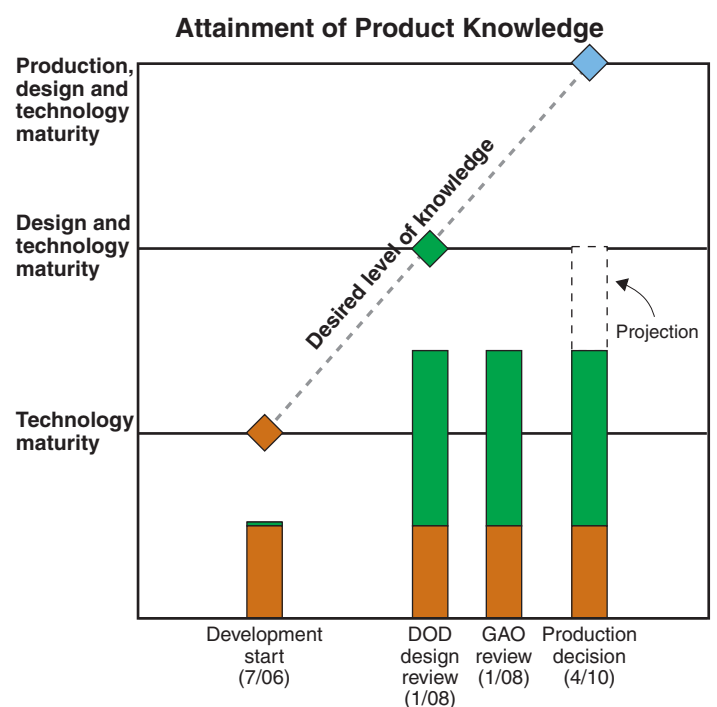 Attainment of Product Knowledge
Production,
design and
technology
maturity
Design and
technology
maturity
Technology
maturity
Desired level of knowledge
Projection
Development
start
(7/06)
DOD
design
review
(1/08)
GAO
review
(1/08)
Production
decision
(4/10)